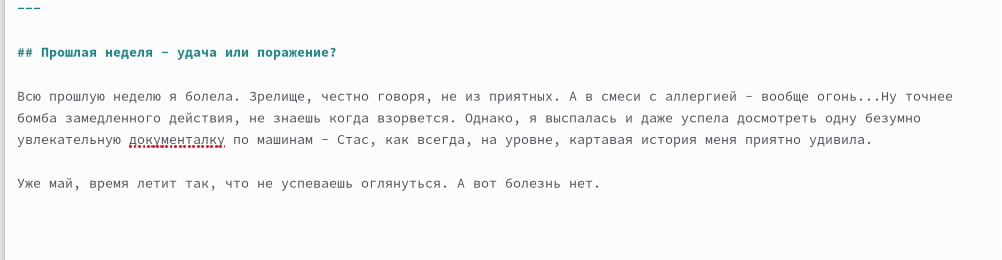 ---
## Прошлая неделя - удача или поражение?
Всю прошлую неделю я болела. Зрелище, честно говоря, не из приятных. А в смеси с аллергией - вообще огонь...Ну точнее
бомба замедленного действия, не знаешь когда взорвется. Однако, я выспалась и даже успела досмотреть одну безумно
увлекательную документалку по машинам - Стас, как всегда, на уровне, картавая история меня приятно удивила.
Уже май, время летит так, что не успеваешь оглянуться. А вот болезнь нет.